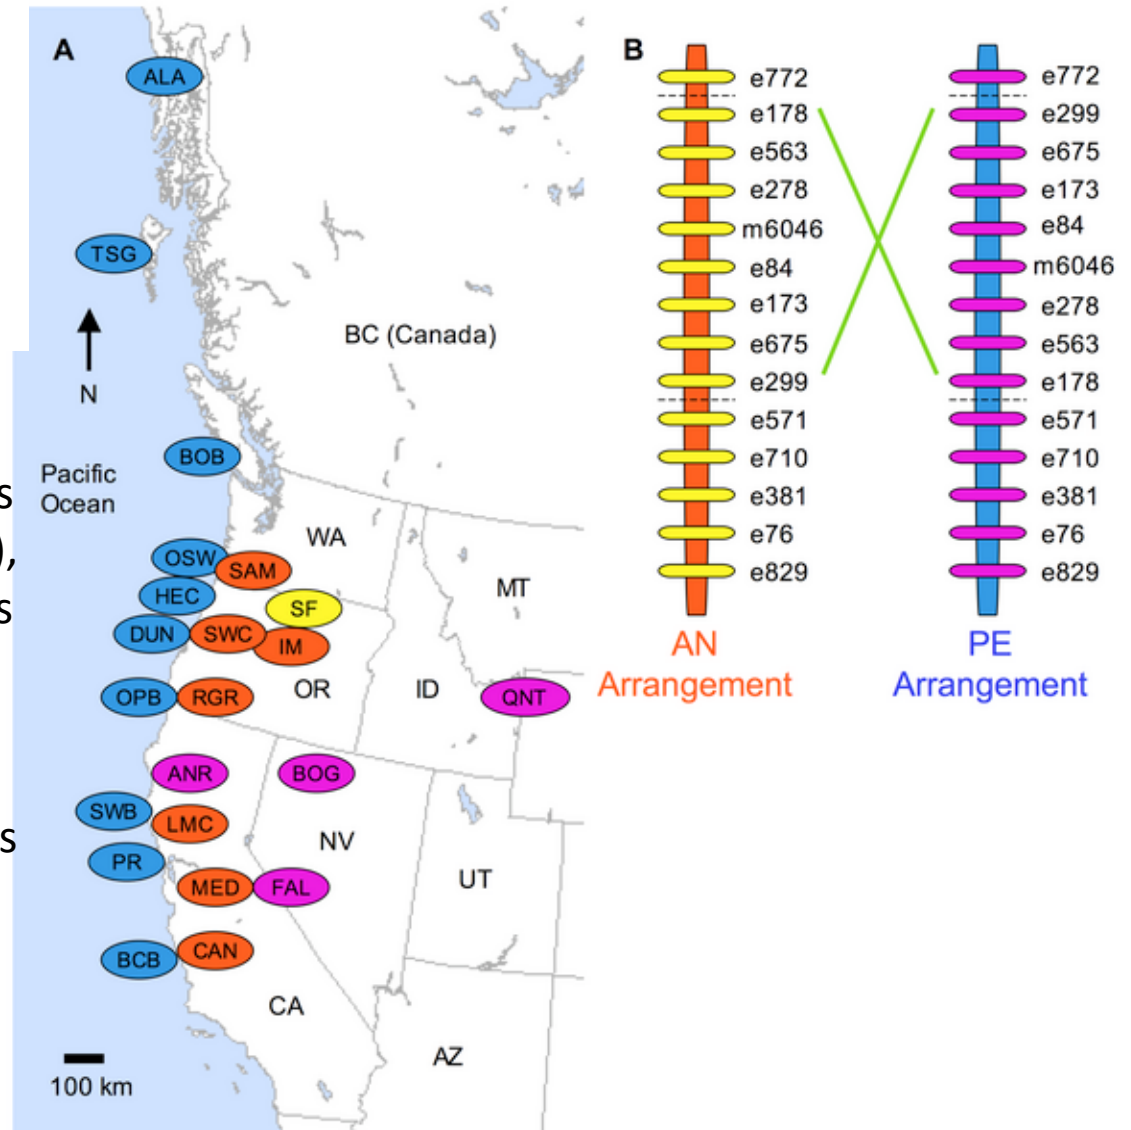 A
ALA
TSG
N
BC (Canada)
BOB
Pacific
Ocean
s
),
s
s
WA
OSW
SAM
HEC
SF
MT
DUN
SWC
IM
OPB
RGR
OR
ID
QNT
ANR
BOG
SWB
LMC
NV
PR
MED
FAL
UT
BCB
CAN
CA
AZ
100 km
B
e772
e178
e563
e278
m6046
e84
e173
e675
e299
e571
e710
e381
e76
e829
AN
Arrangement
e772
e299
e675
e173
e84
m6046
e278
e563
e178
e571
e710
e381
e76
e829
PE
Arrangement